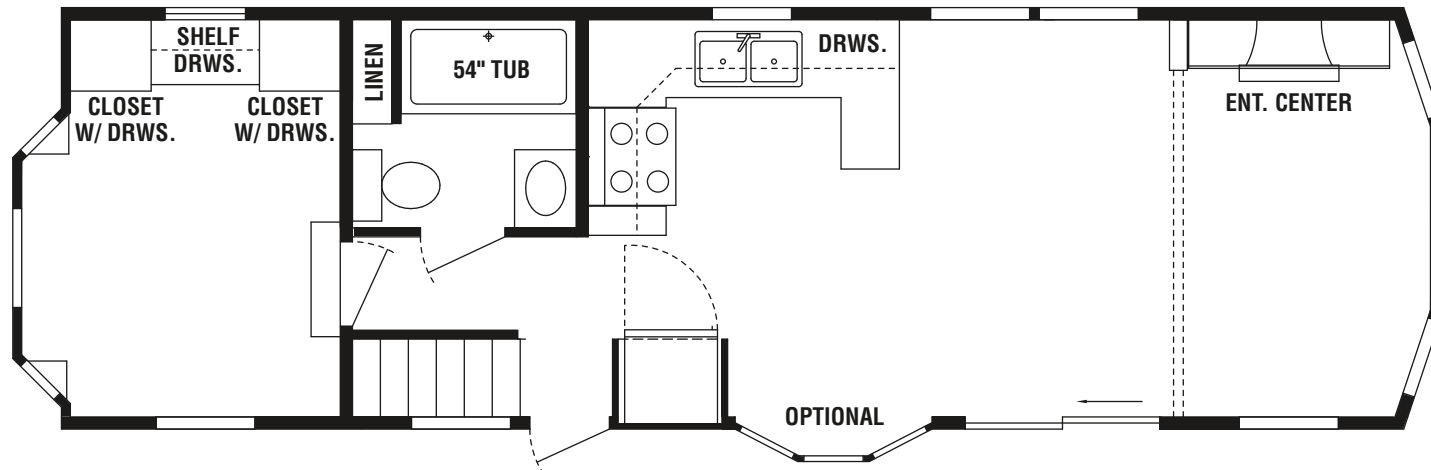 SHELF
DRWS.
CLOSET
W/ DRWS.
CLOSET
W/ DRWS.
LINEN
54" TUB
DRWS.
ENT. CENTER
OPTIONAL